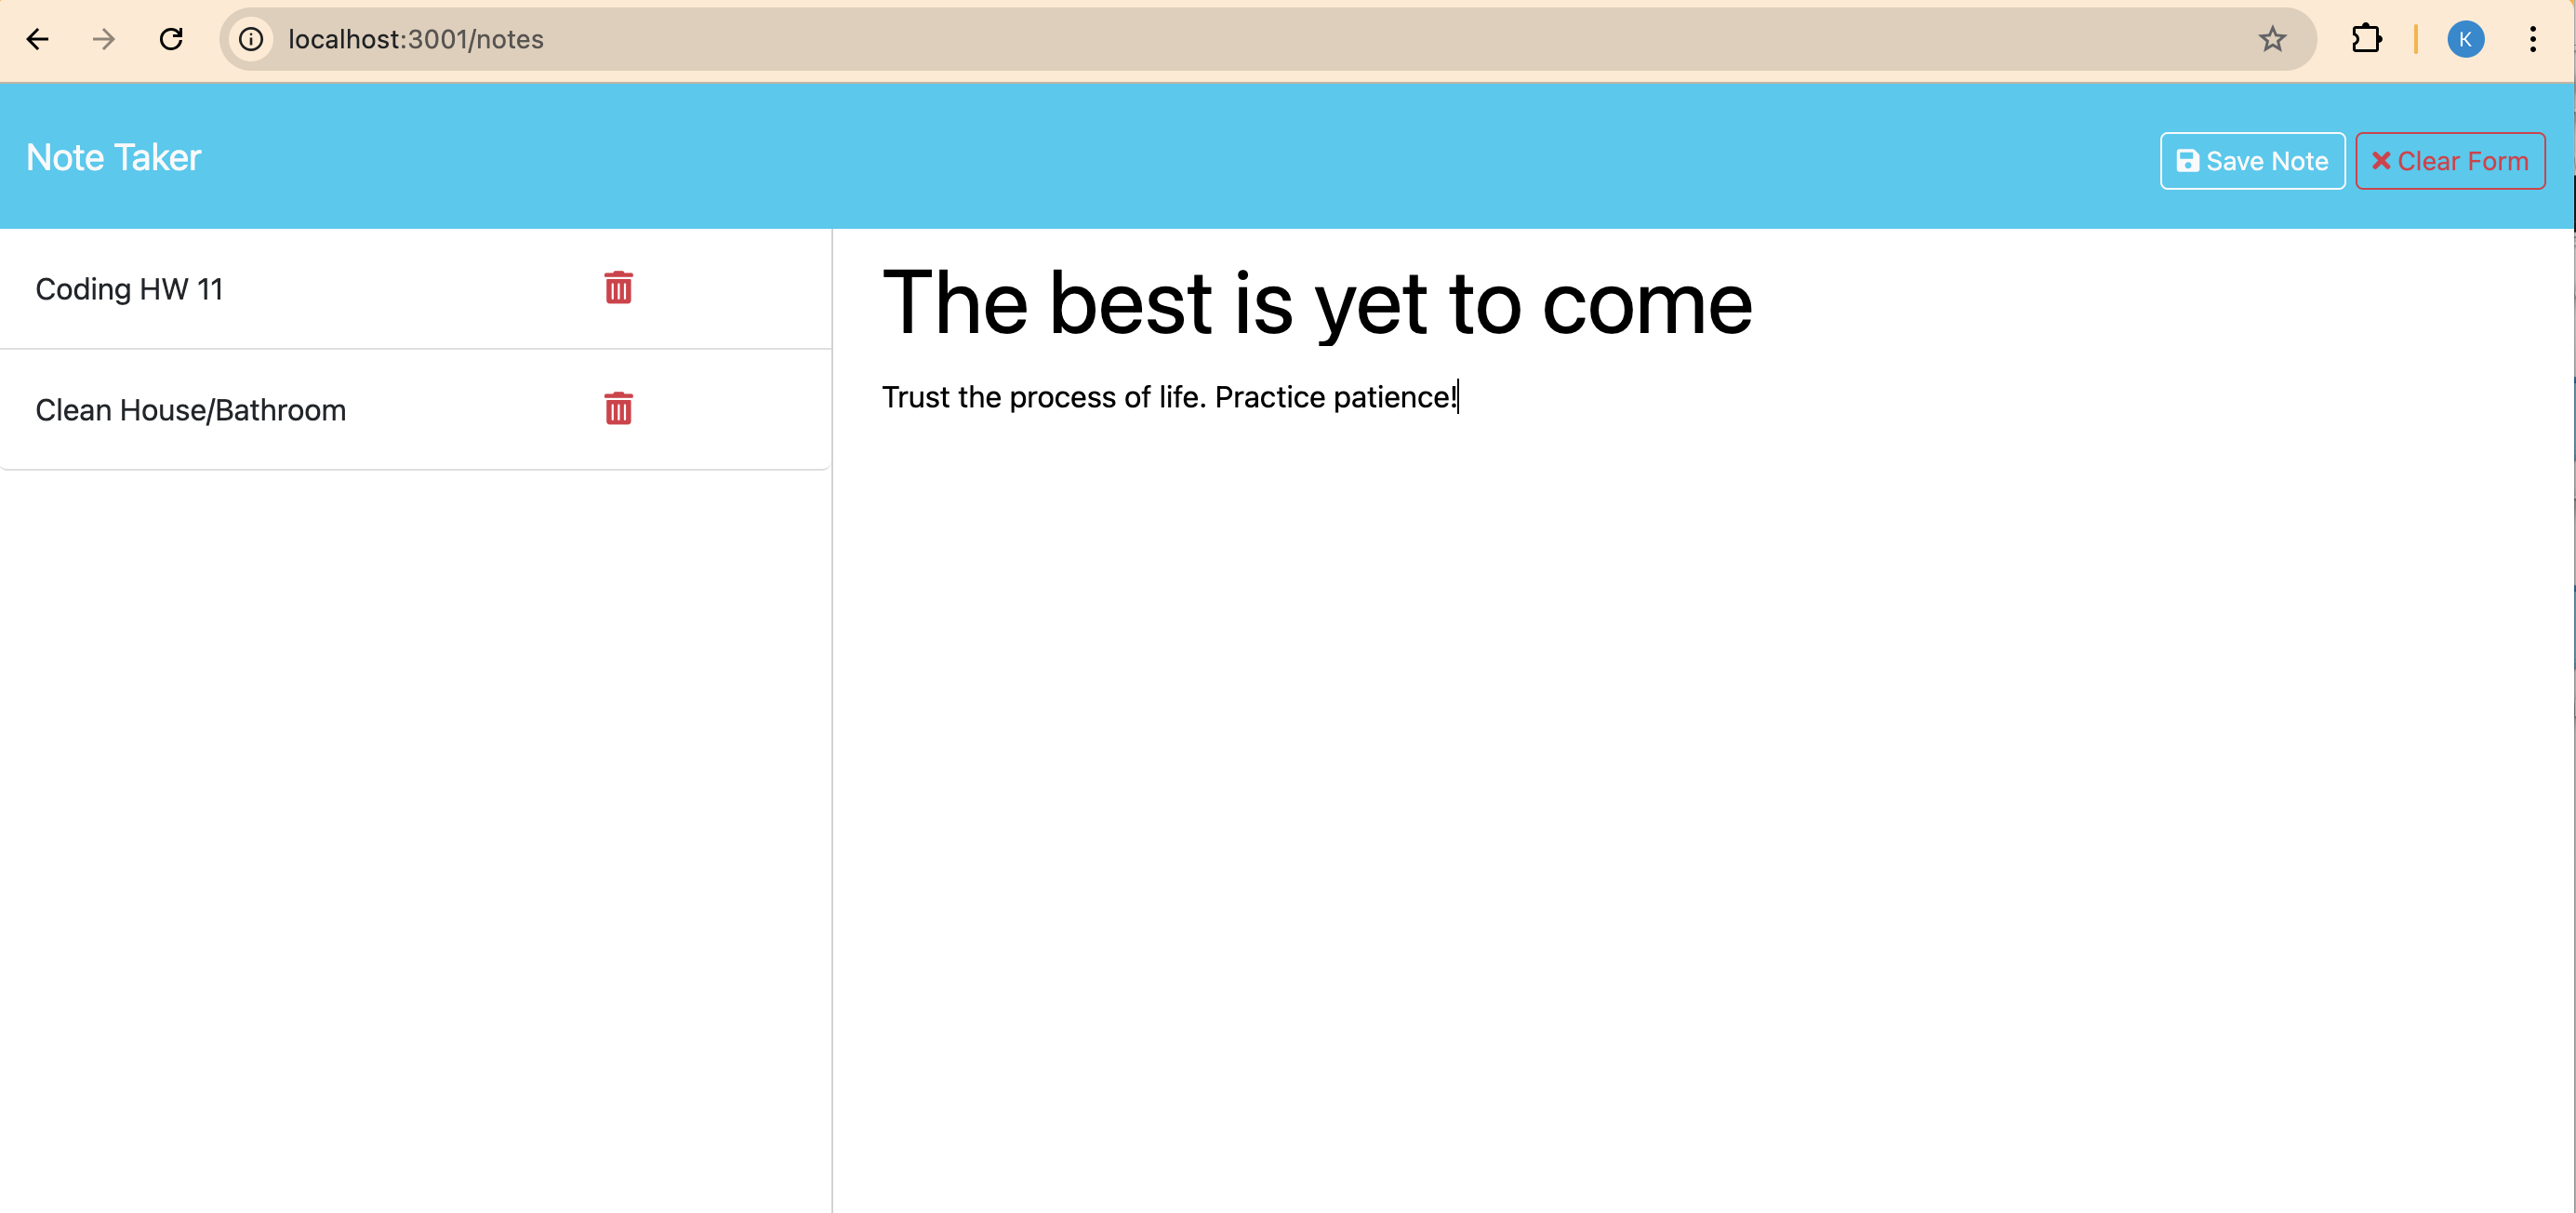 localhost:3001/notes
K
Note Taker
Save Note
Clear Form
Coding HW 11
Clean House/Bathroom
The best is yet to come
Trust the process of life. Practice patience!